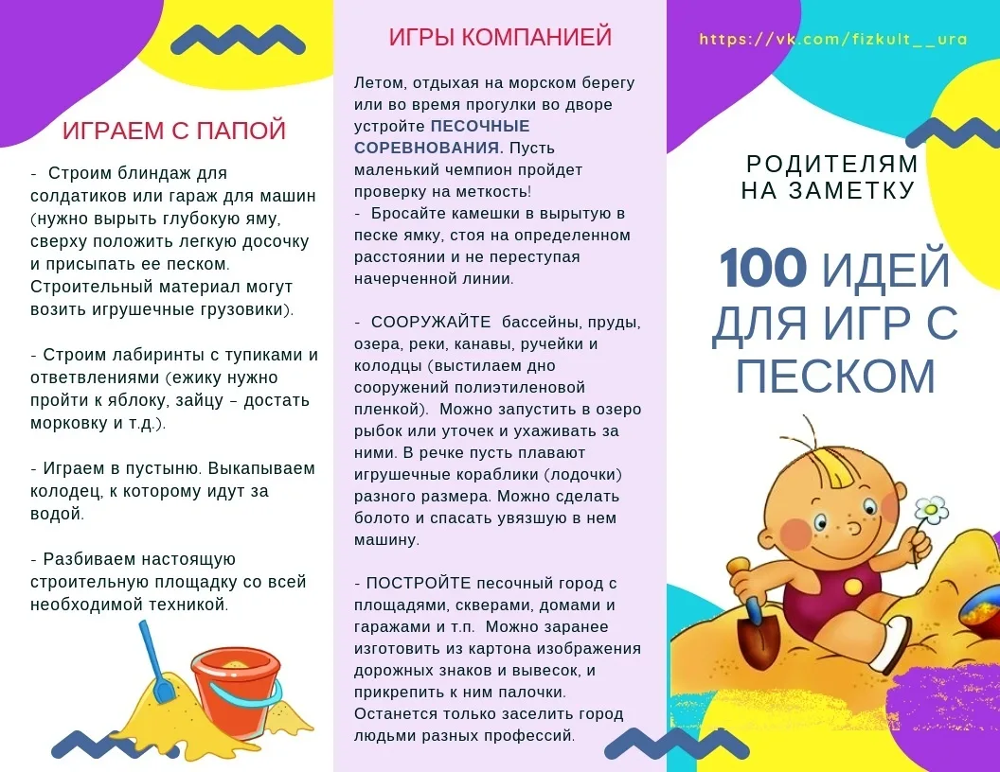 ИГРАЕМ С ПАПОЙ
- Строим блиндаж для
солдатиков или гараж для машин
(нужно вырыть глубокую яму,
сверху положить легкую досочку
и присыпать ее песком.
Строительный материал могут
возить игрушечные грузовики).
- Строим лабиринты с тупиками и
ответвлениями (ежику нужно
пройти к яблоку, зайцу – достать
морковку и т.д.).
- Играем в пустыню. Выкапываем
колодец, к которому идут за
водой.
- Разбиваем настоящую
строительную площадку со всей
необходимой техникой.
ИГРЫ КОМПАНИЕЙ
Летом, отдыхая на морском берегу
или во время прогулки во дворе
устройте ПЕСОЧНЫЕ
СОРЕВНОВАНИЯ. Пусть
маленький чемпион пройдет
проверку на меткость!
- Бросайте камешки в вырытую в
песке ямку, стоя на определенном
расстоянии и не переступая
начерченной линии.
- СООРУЖАЙТЕ бассейны, пруды,
озера, реки, канавы, ручейки и
колодцы (выстилаем дно
сооружений полиэтиленовой
пленкой). Можно запустить в озеро
рыбок или уточек и ухаживать за
ними. В речке пусть плавают
игрушечные кораблики (лодочки)
разного размера. Можно сделать
болото и спасать увязшую в нем
машину.
- ПОСТРОЙТЕ песочный город с
площадями, скверами, домами и
гаражами и т.п. Можно заранее
изготовить из картона изображения
дорожных знаков и вывесок, и
прикрепить к ним палочки.
Останется только заселить город
людьми разных профессий.
https://vk.com/fizkult__ura
РОДИТЕЛЯМ
НА ЗАМЕТКУ
100 ИДЕЙ
ДЛЯ ИГР С
ПЕСКОМ